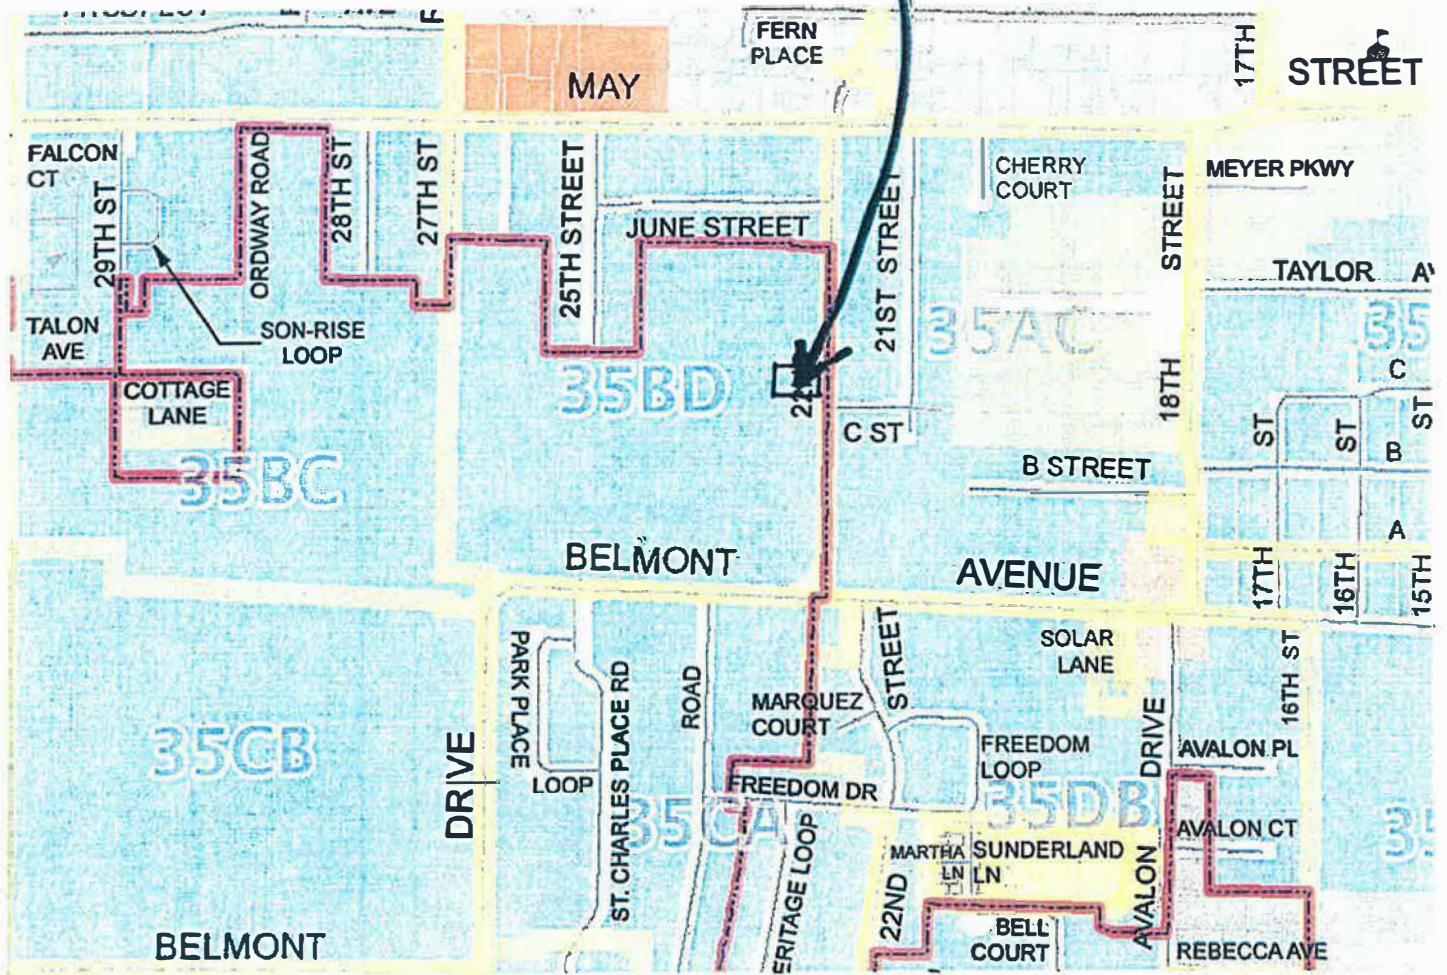 FERN
PLACE
17TH
STREET
MAY
FALCON
CT
29TH ST
ORDWAY ROAD
28TH ST
27TH ST
25TH STREET
JUNE STREET
21ST STREET
CHERRY
COURT
STREET
MEYER PKWY
TAYLOR
TALON
AVE
SON-RISE
LOOP
COTTAGE
LANE
35BD
35AC
35
C
18TH
C ST
35BC
B STREET
ST
ST
ST
B
A
BELMONT
AVENUE
17TH
16TH
15TH
PARK PLACE
ST. CHARLES PLACE RD
ROAD
STREET
SOLAR
LANE
16TH ST
MARQUEZ
COURT
35CB
DRIVE
LOOP
FREEDOM
LOOP
DRIVE
AVALON PL
FREEDOM DR
35CA
35DB
AVALON CT
HERITAGE LOOP
MARTHA
LN
SUNDERLAND
LN
22ND
AVALON
BELL
COURT
REBECCA AVE
BELMONT